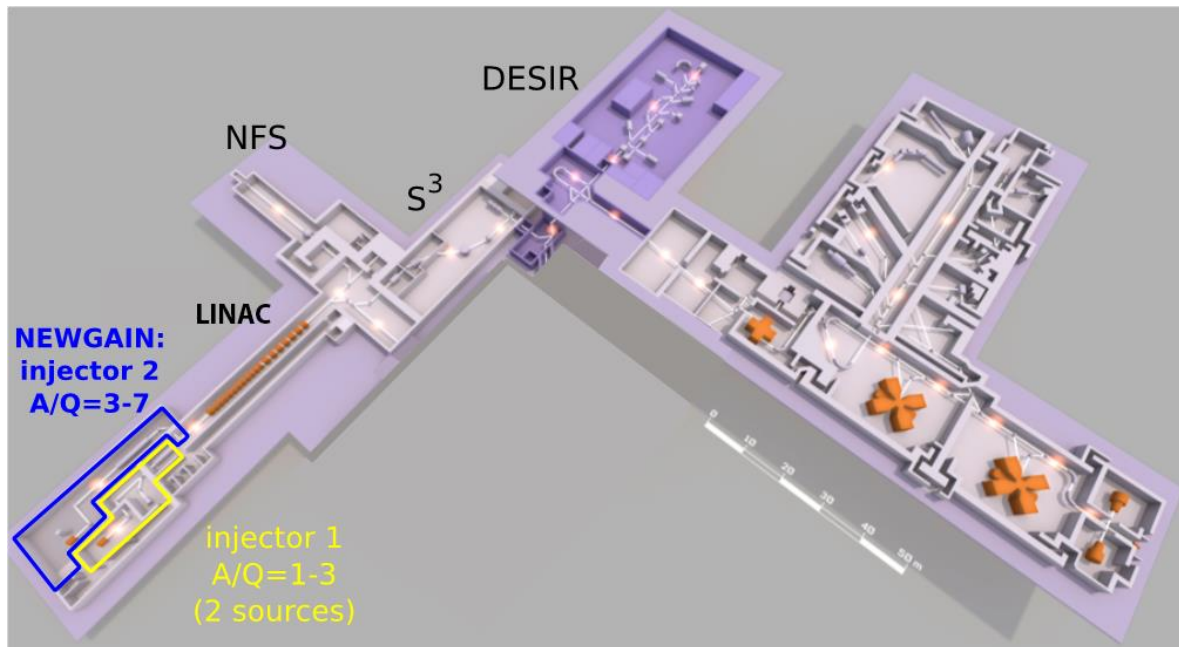 DESIR
NFS
S³
LINAC
NEWGAIN:
injector 2
A/Q=3-7
injector 1
A/Q=1-3
(2 sources)
0
10
20
30
40
50 m